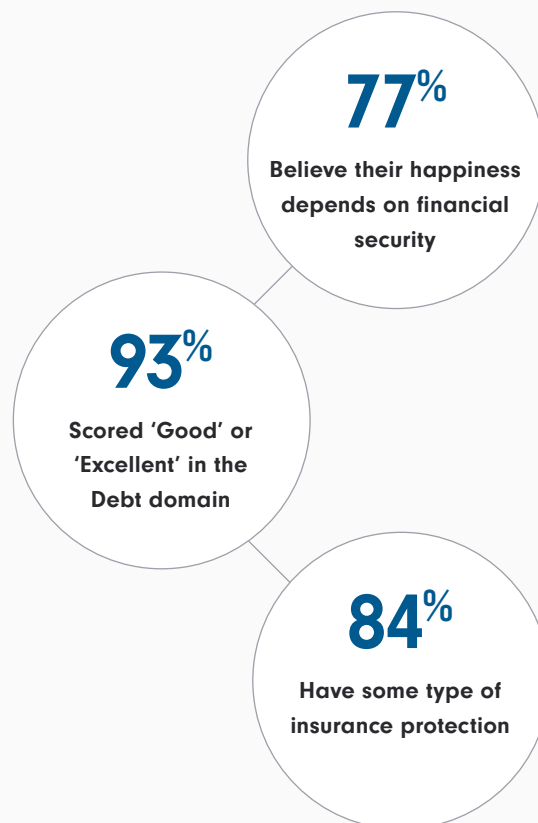 77%
Believe their happiness
depends on financial
security
93%
Scored ‘Good’ or
‘Excellent’ in the
Debt domain
84%
Have some type of
insurance protection